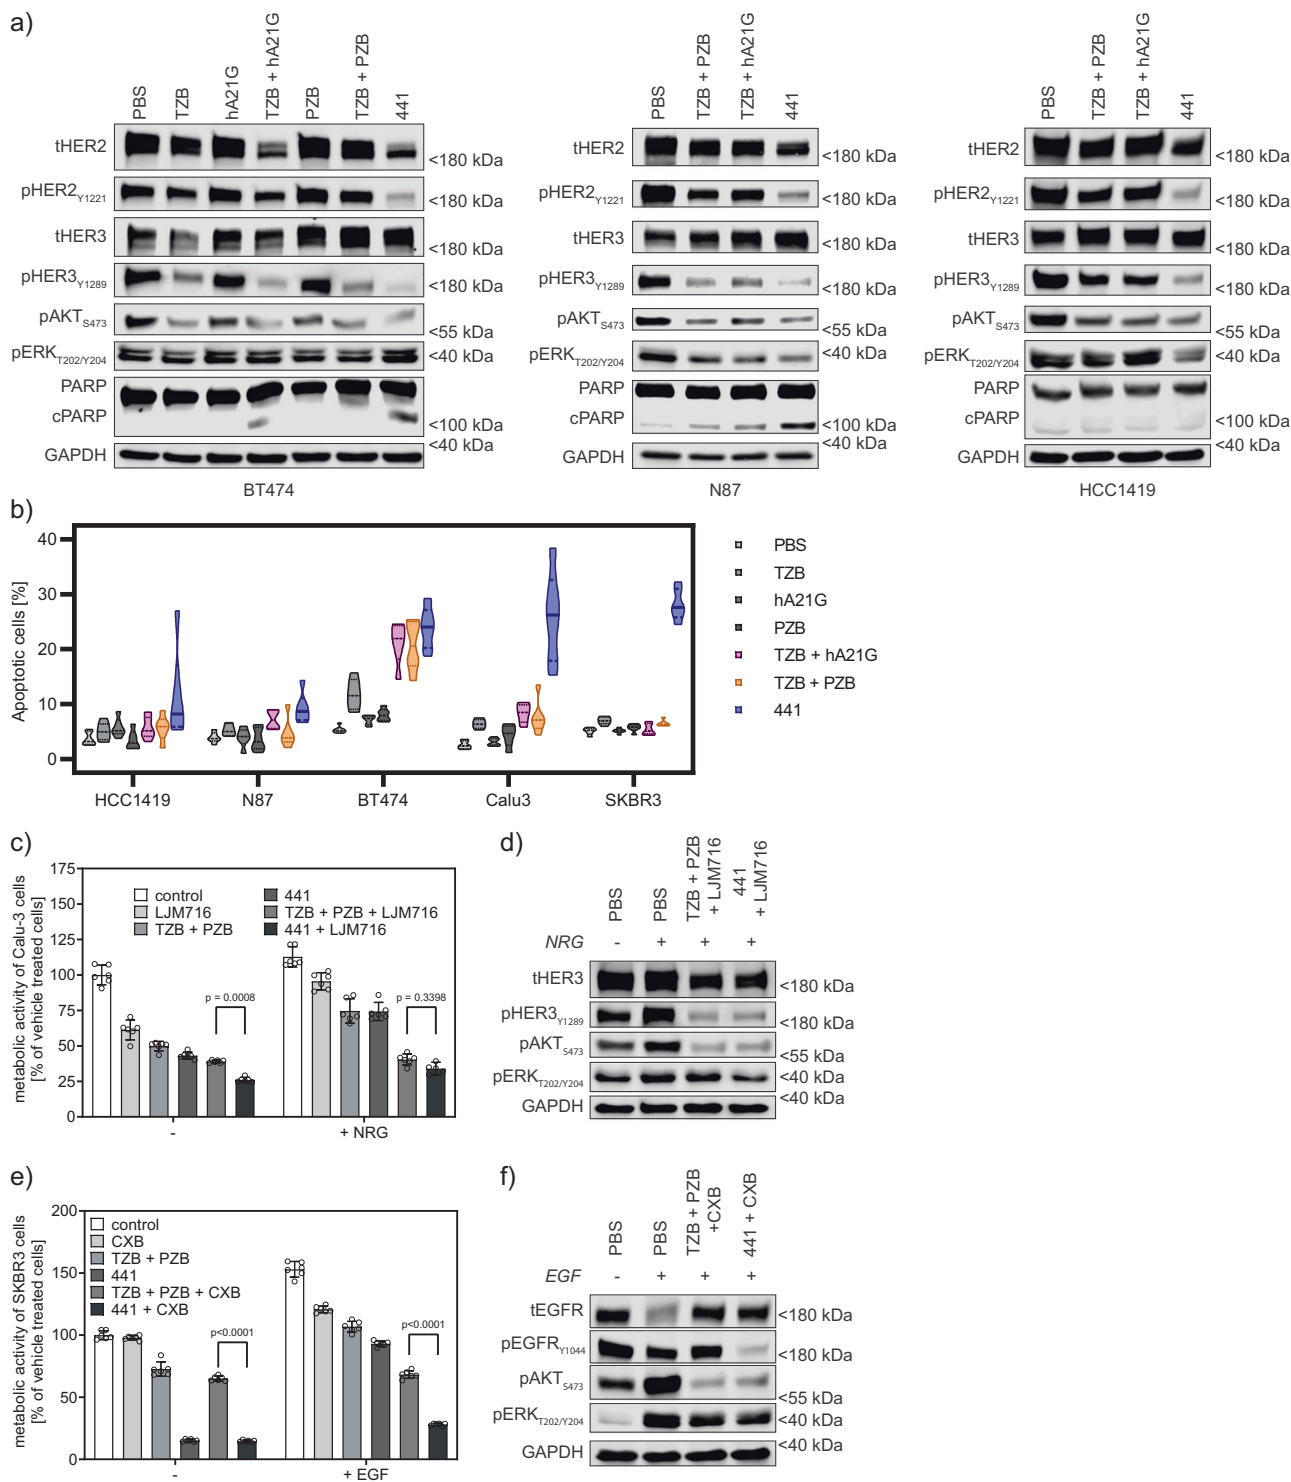 a)
PBS
TZB
hA21G
TZB + hA21G
PZB
TZB + PZB
441
tHER2
<180 kDa
pHER2Y1221
<180 kDa
tHER3
<180 kDa
pHER3Y1289
<180 kDa
pAKTS473
<55 kDa
pERKT202/Y204
<40 kDa
PARP
cPARP
<100 kDa
<40 kDa
GAPDH
BT474
PBS
TZB + PZB
TZB + hA21G
441
tHER2
<180 kDa
pHER2Y1221
<180 kDa
tHER3
<180 kDa
pHER3Y1289
<180 kDa
pAKTS473
<55 kDa
pERKT202/Y204
<40 kDa
PARP
cPARP
<100 kDa
<40 kDa
GAPDH
N87
PBS
TZB + PZB
TZB + hA21G
441
tHER2
<180 kDa
pHER2Y1221
<180 kDa
tHER3
<180 kDa
pHER3Y1289
<180 kDa
pAKTS473
<55 kDa
pERKT202/Y204
<40 kDa
PARP
cPARP
<100 kDa
<40 kDa
GAPDH
HCC1419
b)
Apoptotic cells [%]
40
30
20
10
0
HCC1419
N87
BT474
Calu3
SKBR3
PBS
TZB
hA21G
PZB
TZB + hA21G
TZB + PZB
441
c)
metabolic activity of Calu-3 cells
[% of vehicle treated cells]
175
150
125
100
75
50
25
0
control
LJM716
TZB + PZB
441
TZB + PZB + LJM716
441 + LJM716
p = 0.0008
p = 0.3398
-
+ NRG
d)
PBS
PBS
TZB + PZB
+ LJM716
441
+ LJM716
NRG
-
+
+
+
tHER3
<180 kDa
pHER3Y1289
<180 kDa
pAKTS473
<55 kDa
pERKT202/Y204
<40 kDa
<40 kDa
GAPDH
e)
metabolic activity of SKBR3 cells
[% of vehicle treated cells]
200
150
100
50
0
control
CXB
TZB + PZB
441
TZB + PZB + CXB
441 + CXB
p<0.0001
p<0.0001
-
+ EGF
f)
PBS
PBS
TZB + PZB
+CXB
441 + CXB
EGF
-
+
+
+
tEGFR
<180 kDa
pEGFRY1044
<180 kDa
pAKTS473
<55 kDa
pERKT202/Y204
<40 kDa
<40 kDa
GAPDH